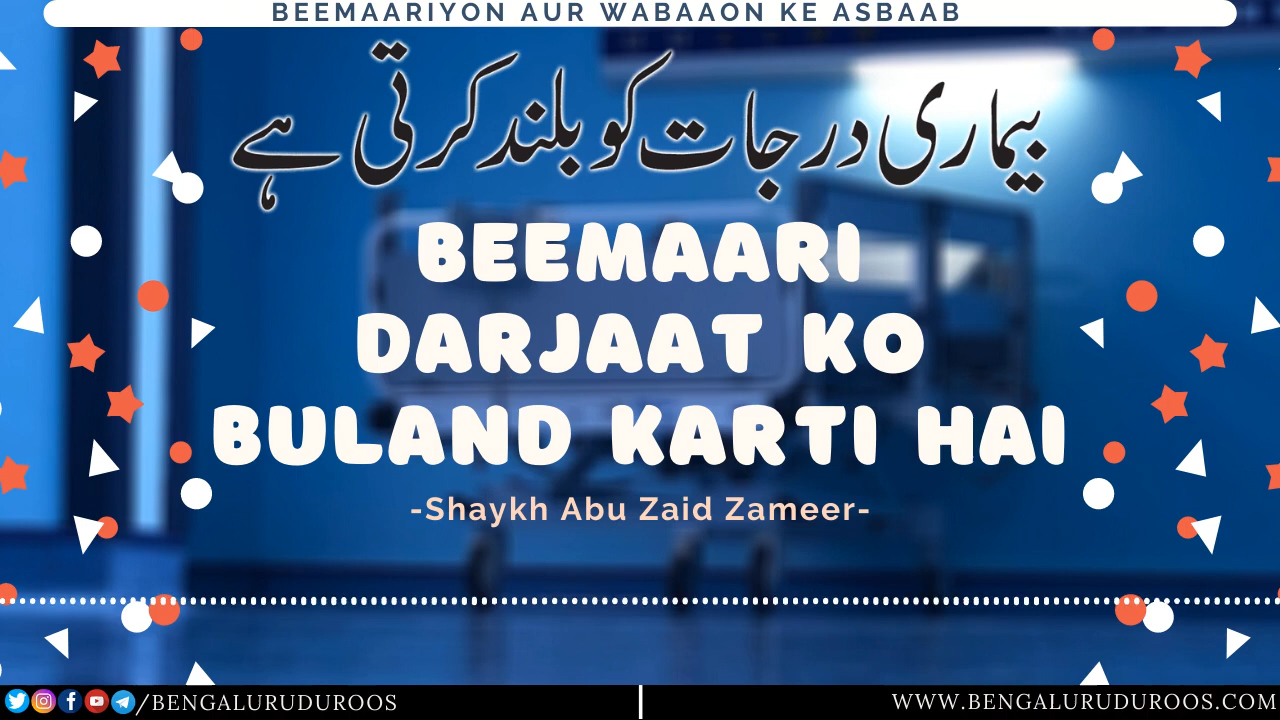 BEEMAARIYON AUR WABAAON KE ASBAAB
بیماری درجات کو بلند کرتی ہے
BEEMAARI
DARJAAT KO
BULAND KARTI HAI
-Shaykh Abu Zaid Zameer-
/BENGALURUDUROOS
WWW.BENGALURUDUROOS.COM